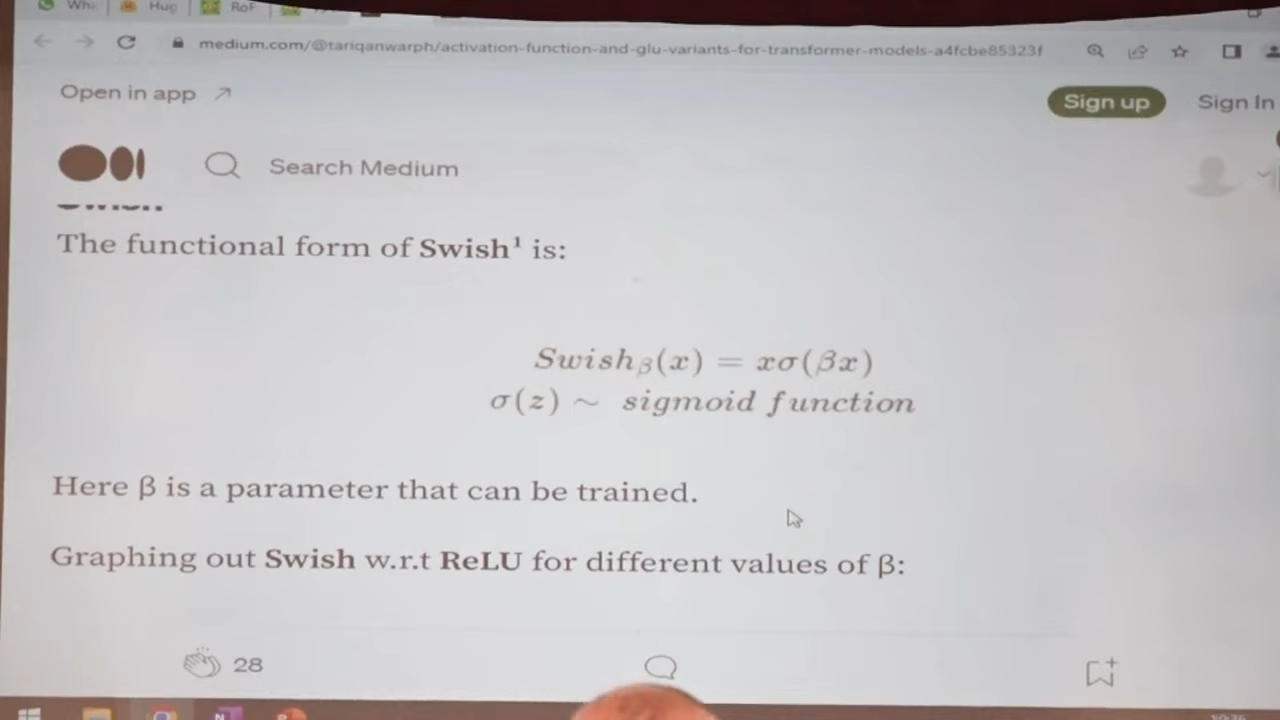 Hug
medium.com/@tariqanwarph/activation-function-and-glu-variants-for-transformer-models-a4fcbe85323f
Open in app
Sign up
Sign In
Search Medium
The functional form of Swish¹ is:
Swishᵦ(x) = xσ(βx)
σ(z) ~ sigmoid function
Here β is a parameter that can be trained.
Graphing out Swish w.r.t ReLU for different values of β:
28